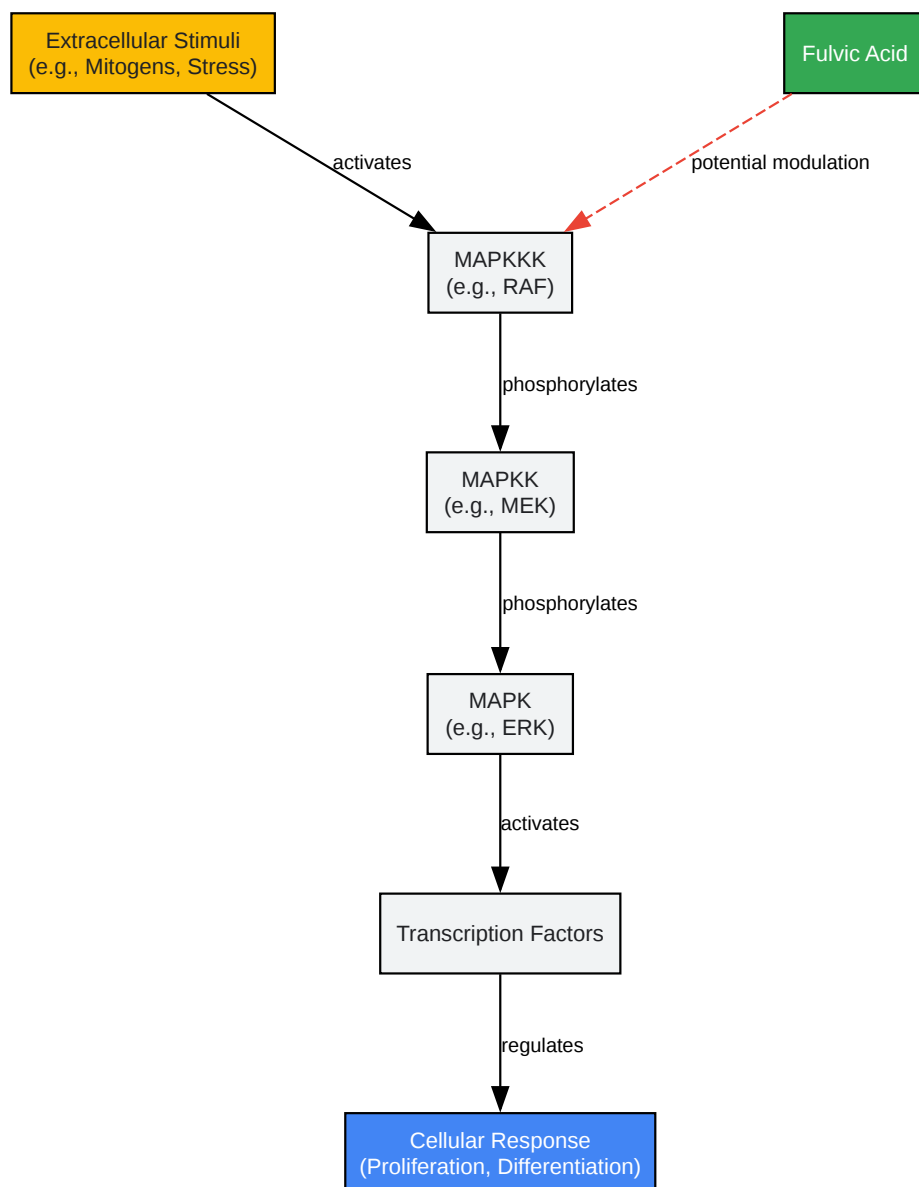 Extracellular Stimuli
(e.g., Mitogens, Stress)
Fulvic Acid
activates
potential modulation
MAPKKK
(e.g., RAF)
phosphorylates
MAPKK
(e.g., MEK)
phosphorylates
MAPK
(e.g., ERK)
activates
Transcription Factors
regulates
Cellular Response
(Proliferation, Differentiation)